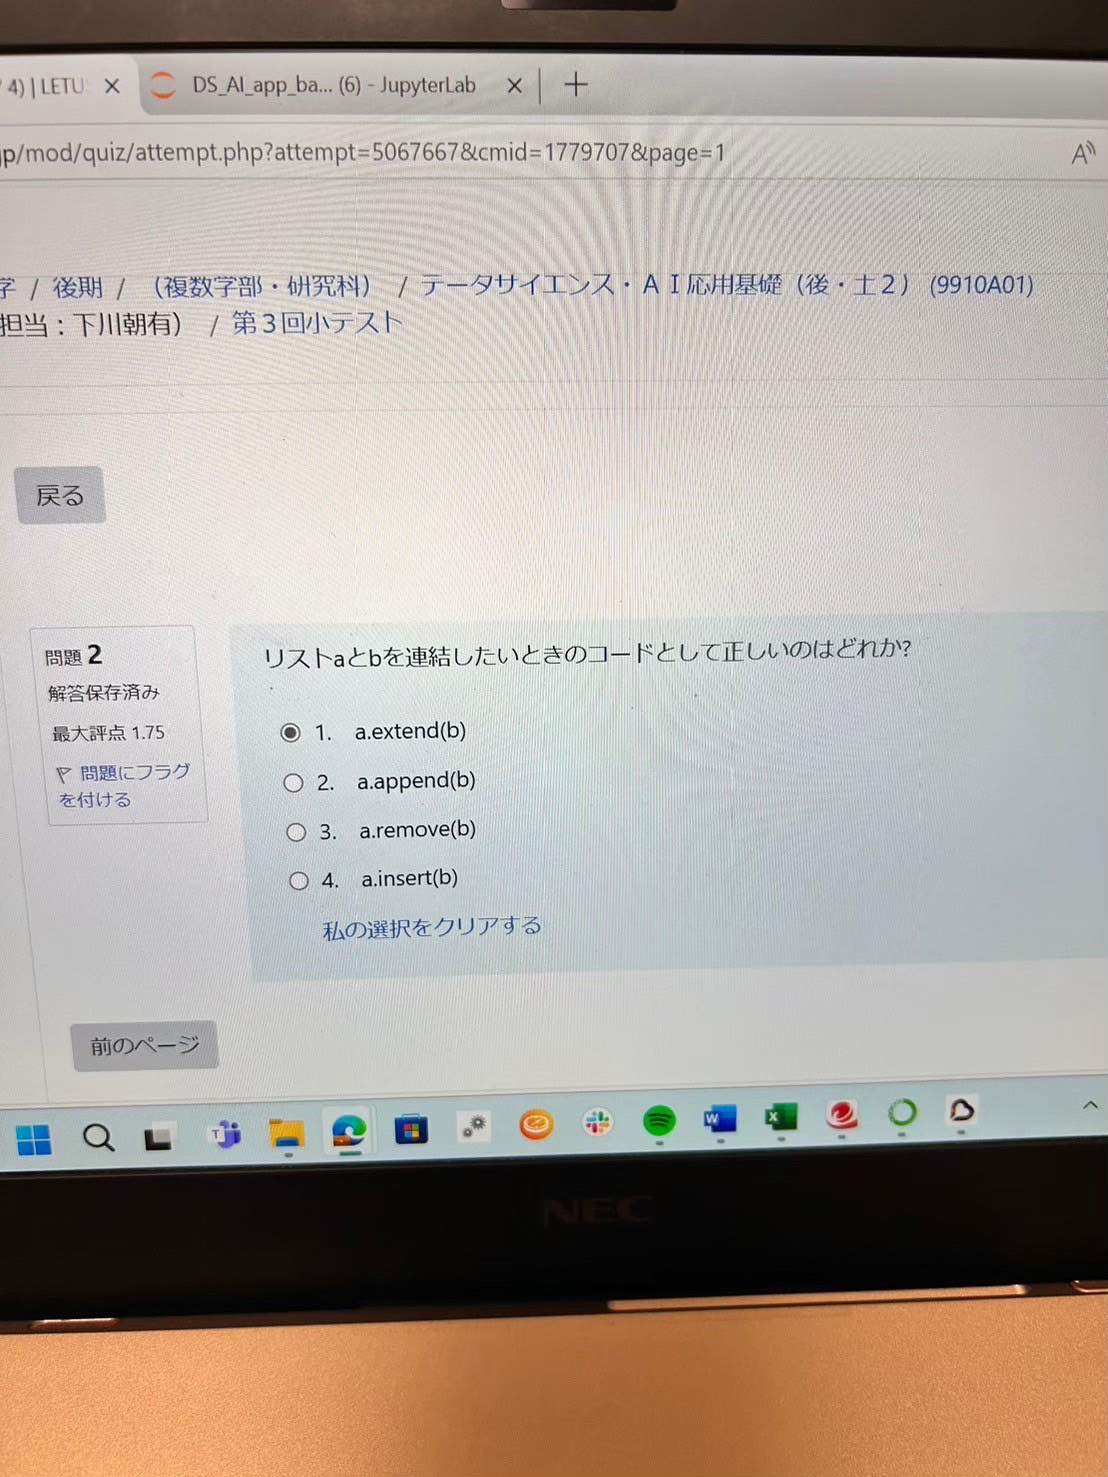 4) | LETU
DS_AI_app_ba... (6) - JupyterLab
jp/mod/quiz/attempt.php?attempt=5067667&cmid=1779707&page=1
学 / 後期 / （複数学部・研究科） / データサイエンス・ＡＩ応用基礎（後・土２） (9910A01)
担当：下川朝有） / 第３回小テスト
戻る
問題 2
解答保存済み
最大評点 1.75
問題にフラグ
を付ける
リストaとbを連結したいときのコードとして正しいのはどれか?
1. a.extend(b)
2. a.append(b)
3. a.remove(b)
4. a.insert(b)
私の選択をクリアする
前のページ
NEC